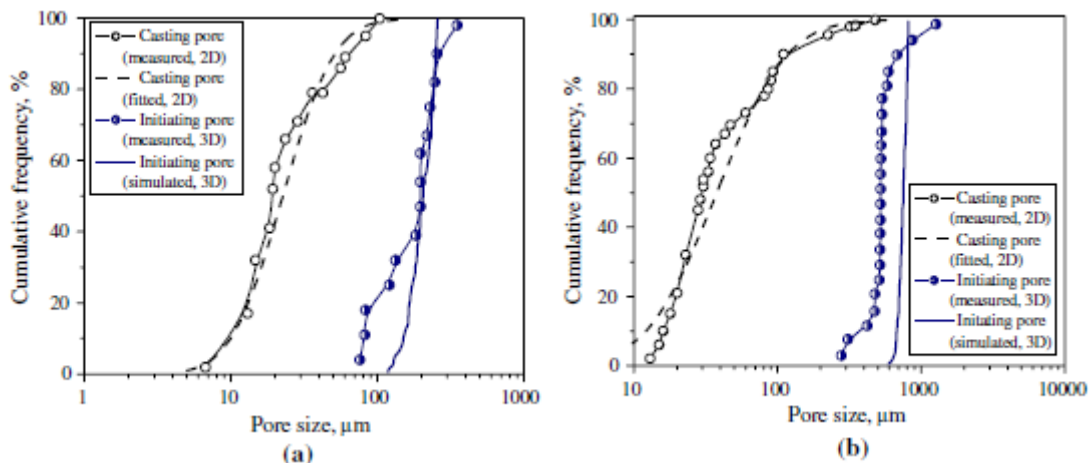 100
80
60
40
20
0
Cumulative frequency, %
Casting pore
(measured, 2D)
Casting pore
(fitted, 2D)
Initiating pore
(measured, 3D)
Initiating pore
(simulated, 3D)
1
10
100
1000
Pore size, µm
(a)
100
80
60
40
20
0
Cumulative frequency, %
Casting pore
(measured, 2D)
Casting pore
(fitted, 2D)
Initiating pore
(measured, 3D)
Initating pore
(simulated, 3D)
10
100
1000
10000
Pore size, µm
(b)